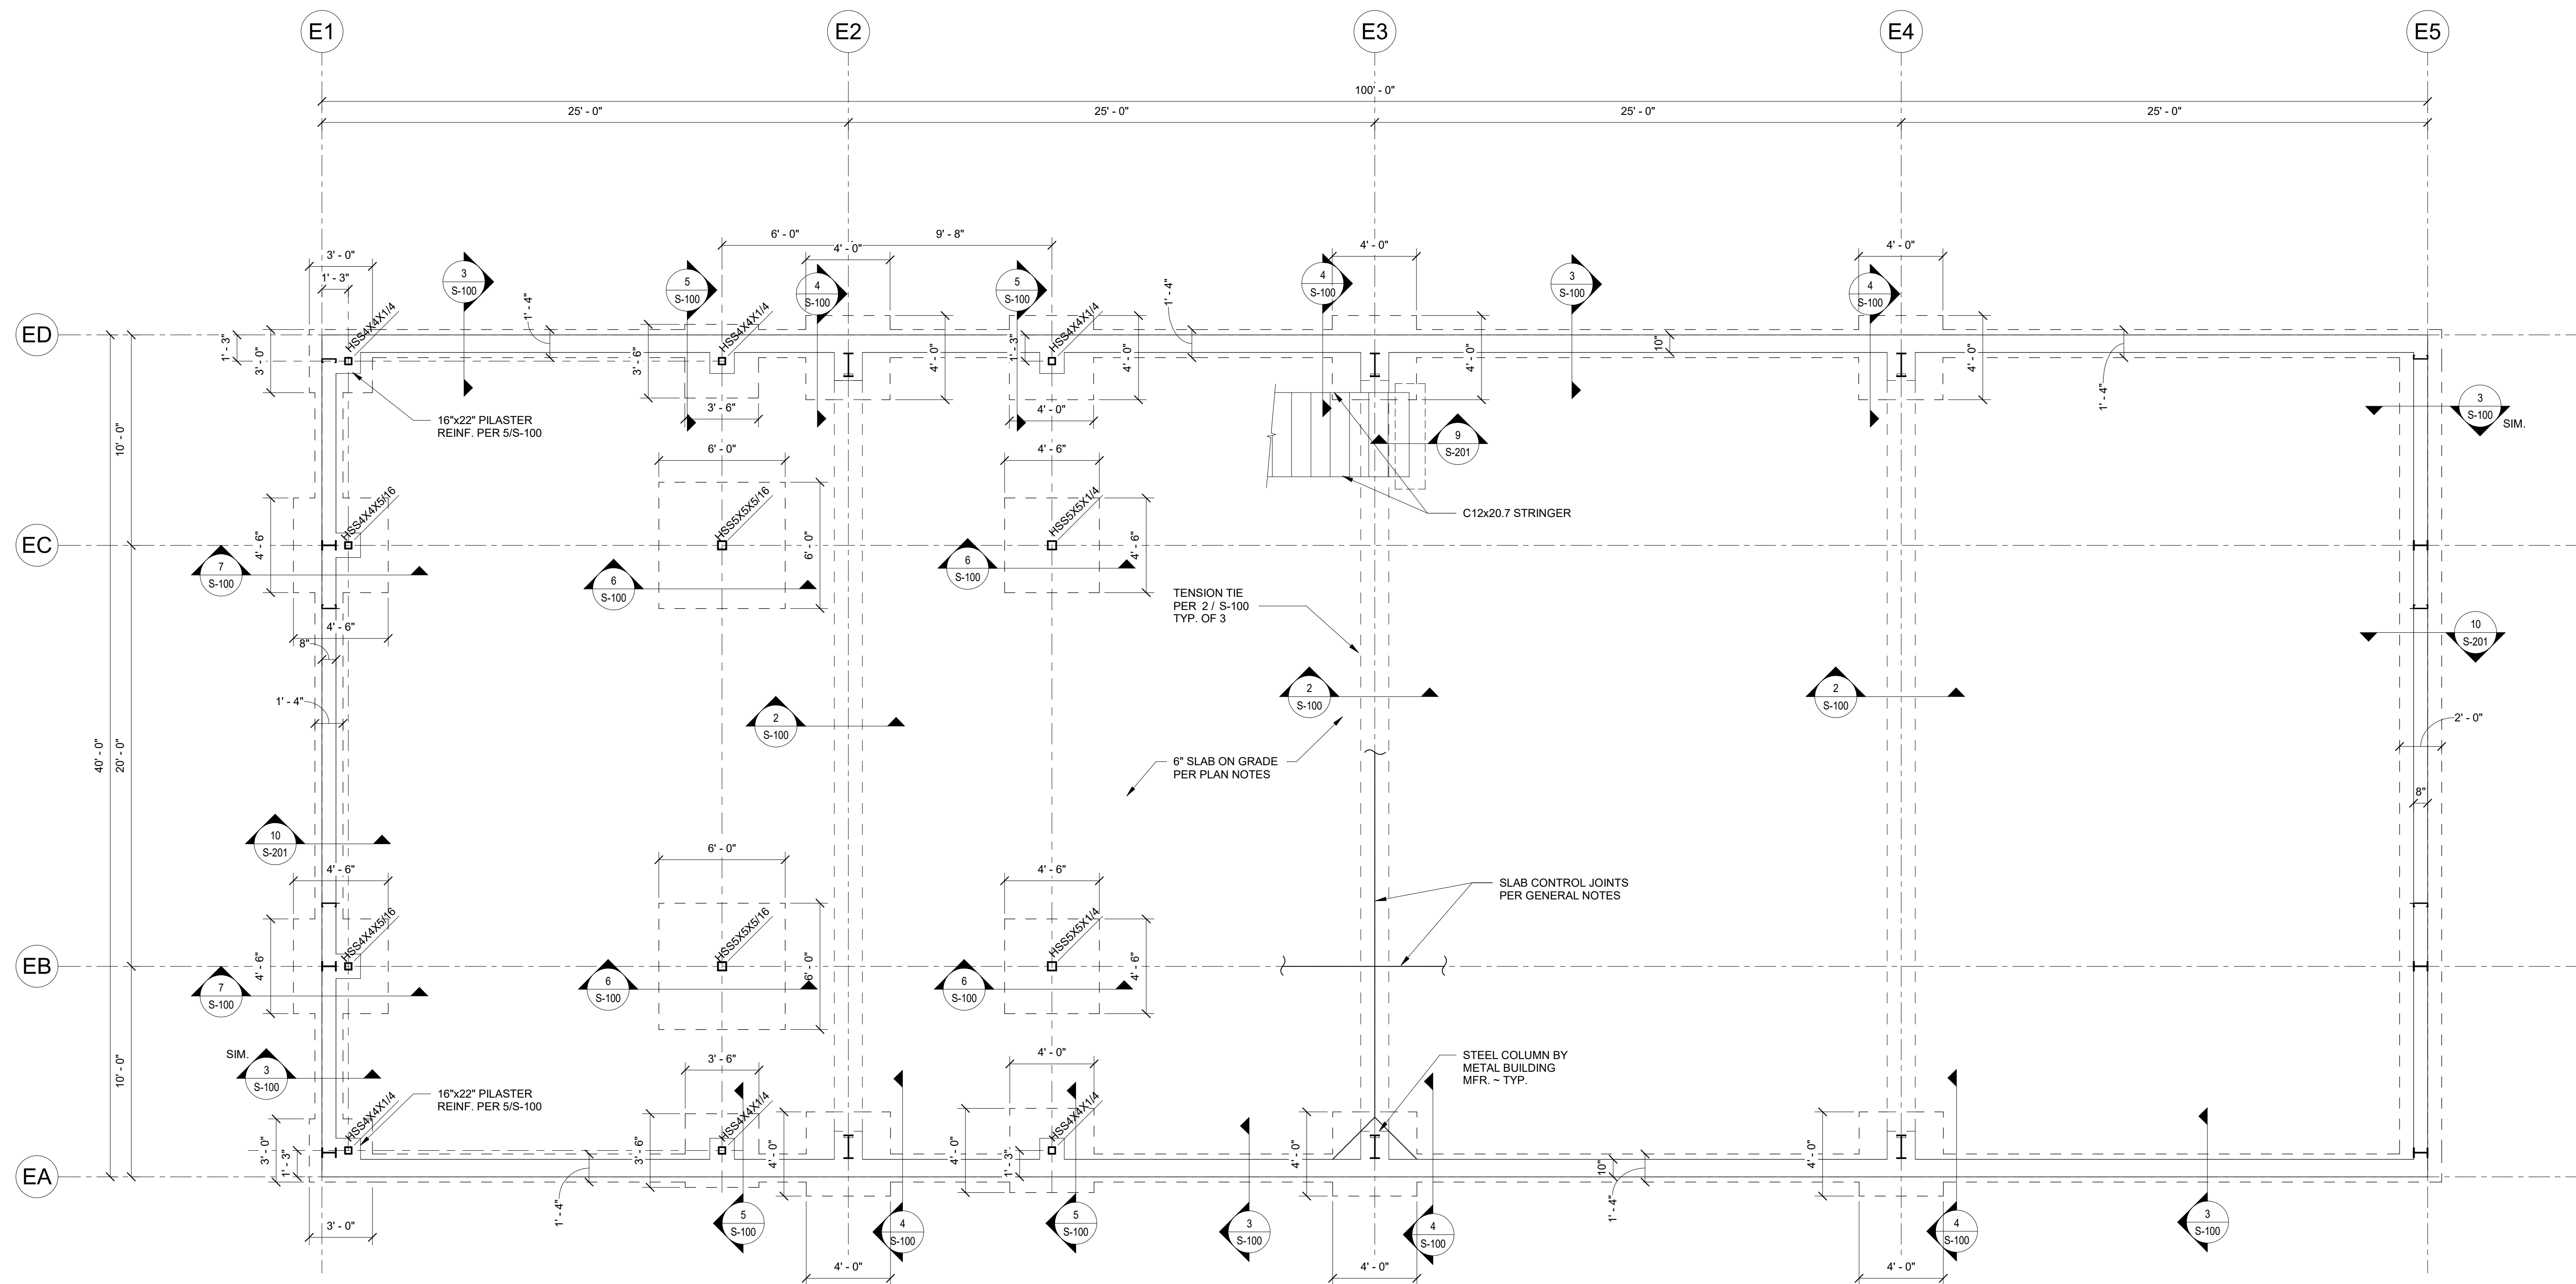 E1
E2
E3
E4
E5
100' - 0"
25' - 0"
25' - 0"
25' - 0"
25' - 0"
6' - 0"
9' - 8"
4' - 0"
4' - 0"
4' - 0"
3' - 0"
1' - 3"
3
S-100
5
S-100
4
S-100
5
S-100
4
S-100
3
S-100
4
S-100
1' - 4"
1' - 4"
HSS4X4X1/4
HSS4X4X1/4
HSS4X4X1/4
ED
1' - 3"
3' - 0"
3' - 6"
4' - 0"
1' - 3"
4' - 0"
4' - 0"
10"
4' - 0"
1' - 4"
3' - 6"
4' - 0"
16"x22" PILASTER
REINF. PER 5/S-100
3
S-100
SIM.
10' - 0"
9
S-201
6' - 0"
4' - 6"
C12x20.7 STRINGER
HSS4X4X5/16
HSS5X5X5/16
HSS5X5X1/4
EC
4' - 6"
6' - 0"
4' - 6"
7
S-100
6
S-100
6
S-100
4' - 6"
8"
TENSION TIE
PER 2 / S-100
TYP. OF 3
10
S-201
1' - 4"
2
S-100
2
S-100
2
S-100
2' - 0"
40' - 0"
20' - 0"
6" SLAB ON GRADE
PER PLAN NOTES
8"
10
S-201
4' - 6"
6' - 0"
4' - 6"
SLAB CONTROL JOINTS
PER GENERAL NOTES
HSS4X4X5/16
HSS5X5X5/16
HSS5X5X1/4
EB
4' - 6"
6' - 0"
4' - 6"
7
S-100
6
S-100
6
S-100
SIM.
3
S-100
10' - 0"
3' - 6"
4' - 0"
STEEL COLUMN BY
METAL BUILDING
MFR. ~ TYP.
16"x22" PILASTER
REINF. PER 5/S-100
HSS4X4X1/4
HSS4X4X1/4
HSS4X4X1/4
EA
3' - 0"
1' - 3"
3' - 6"
4' - 0"
4' - 0"
1' - 3"
4' - 0"
10"
4' - 0"
1' - 4"
1' - 4"
3' - 0"
5
S-100
4
S-100
5
S-100
3
S-100
4
S-100
4
S-100
3
S-100
4' - 0"
4' - 0"
4' - 0"